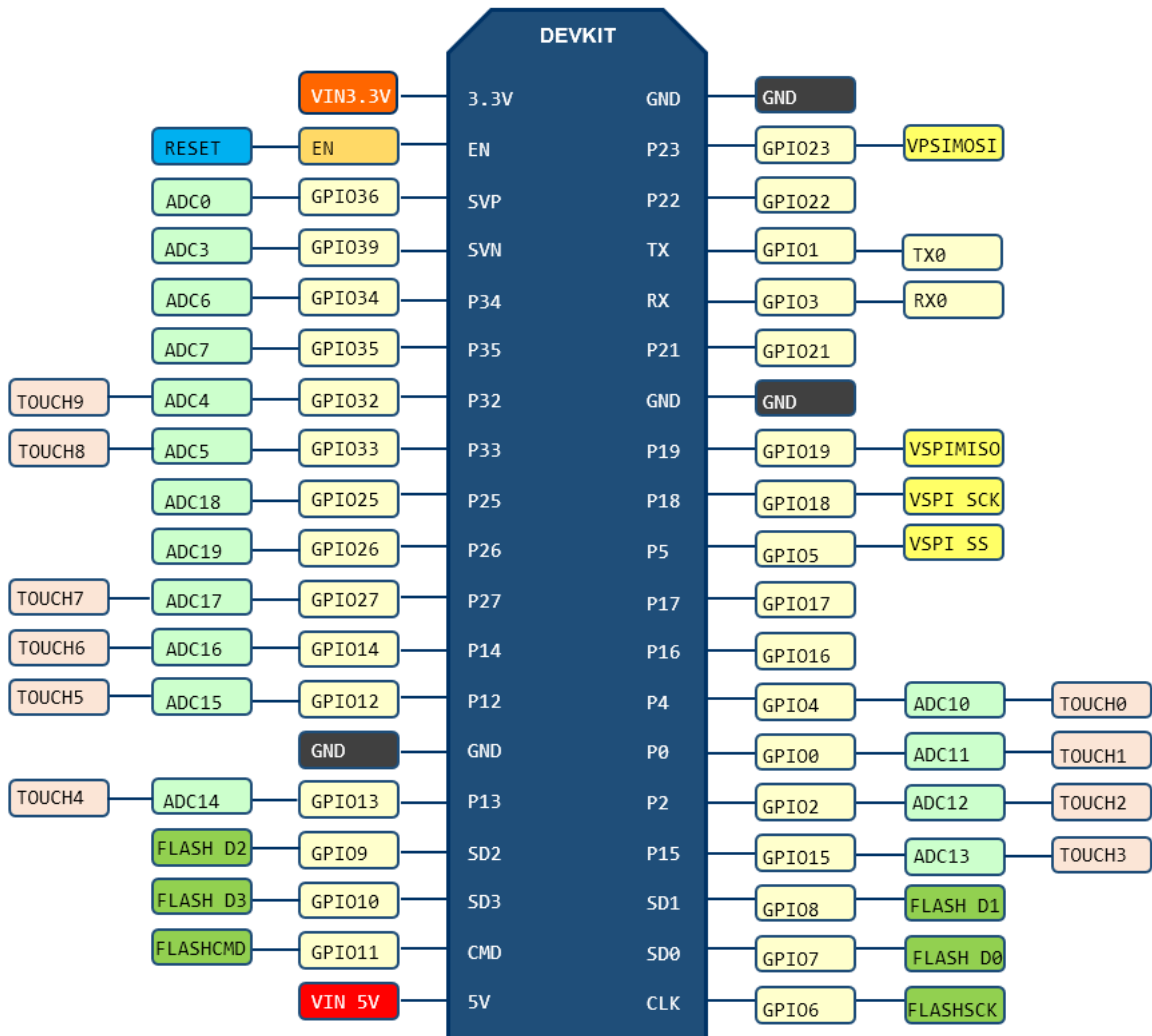 DEVKIT
VIN3.3V 3.3V GND GND
RESET EN EN P23 GPIO23 VPSIMOSI
ADC0 GPIO36 SVP P22 GPIO22
ADC3 GPIO39 SVN TX GPIO1 TX0
ADC6 GPIO34 P34 RX GPIO3 RX0
ADC7 GPIO35 P35 P21 GPIO21
TOUCH9 ADC4 GPIO32 P32 GND GND
TOUCH8 ADC5 GPIO33 P33 P19 GPIO19 VSPIMISO
ADC18 GPIO25 P25 P18 GPIO18 VSPI SCK
ADC19 GPIO26 P26 P5 GPIO5 VSPI SS
TOUCH7 ADC17 GPIO27 P27 P17 GPIO17
TOUCH6 ADC16 GPIO14 P14 P16 GPIO16
TOUCH5 ADC15 GPIO12 P12 P4 GPIO4 ADC10 TOUCH0
GND GND P0 GPIO0 ADC11 TOUCH1
TOUCH4 ADC14 GPIO13 P13 P2 GPIO2 ADC12 TOUCH2
FLASH D2 GPIO9 SD2 P15 GPIO15 ADC13 TOUCH3
FLASH D3 GPIO10 SD3 SD1 GPIO8 FLASH D1
FLASHCMD GPIO11 CMD SD0 GPIO7 FLASH D0
VIN 5V 5V CLK GPIO6 FLASHSCK